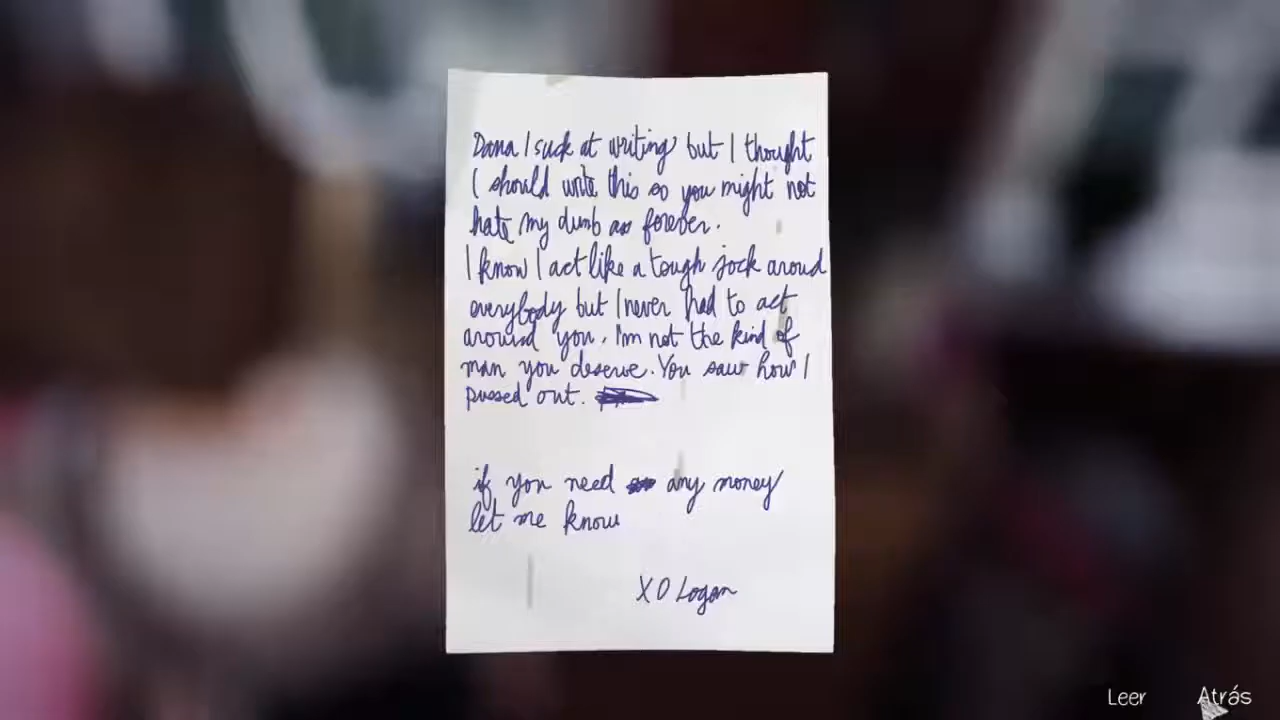 Dana I suck at writing but I thought
I should write this so you might not
hate my dumb ass forever.
I know I act like a tough jock aroud
everybody but I never had to act
around you. I'm not the kind of
man you deserve. You saw how I
pussed out.
if you need any money
let me know
XO Logan
Leer Atrás